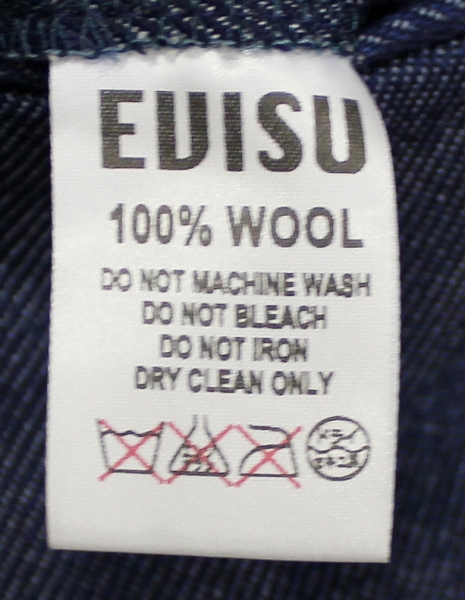 EVISU
100% WOOL
DO NOT MACHINE WASH
DO NOT BLEACH
DO NOT IRON
DRY CLEAN ONLY